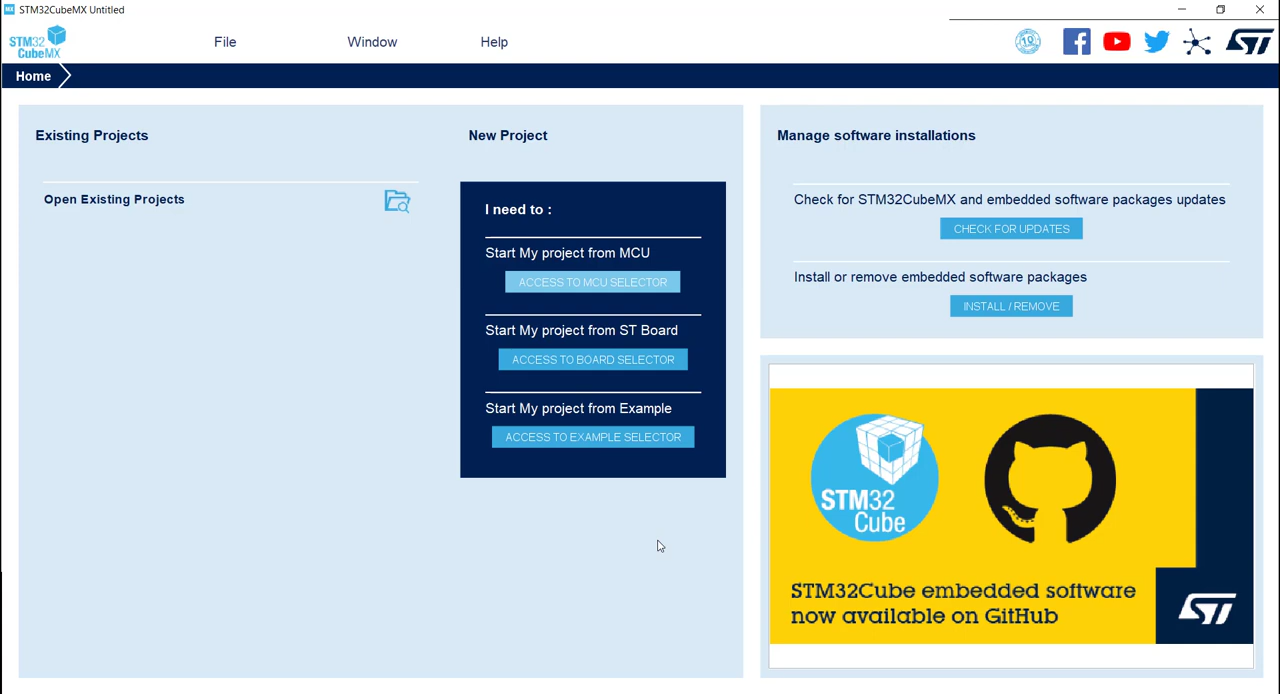 MX STM32CubeMX Untitled
STM32
CubeMX
File
Window
Help
10
Home
Existing Projects
Open Existing Projects
New Project
I need to :
Start My project from MCU
ACCESS TO MCU SELECTOR
Start My project from ST Board
ACCESS TO BOARD SELECTOR
Start My project from Example
ACCESS TO EXAMPLE SELECTOR
Manage software installations
Check for STM32CubeMX and embedded software packages updates
CHECK FOR UPDATES
Install or remove embedded software packages
INSTALL / REMOVE
STM32
Cube
STM32Cube embedded software
now available on GitHub
ST